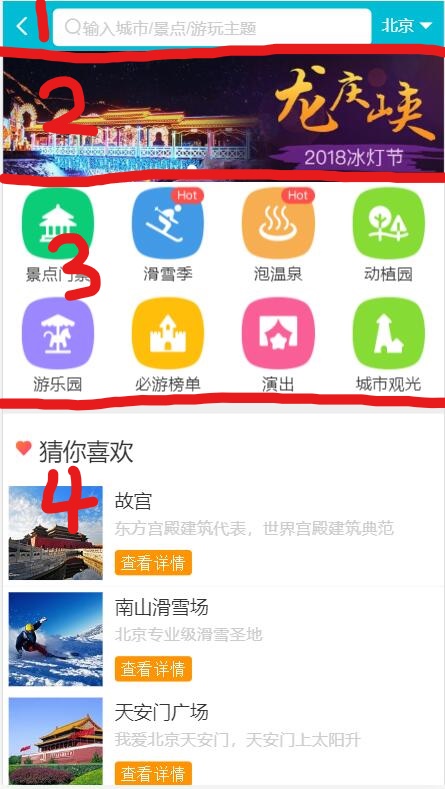 1
输入城市/景点/游玩主题
北京
2
龙庆峡
2018冰灯节
Hot
Hot
3
景点门票
滑雪季
泡温泉
动植园
游乐园
必游榜单
演出
城市观光
猜你喜欢
4
故宫
东方宫殿建筑代表，世界宫殿建筑典范
查看详情
南山滑雪场
北京专业级滑雪圣地
查看详情
天安门广场
我爱北京天安门，天安门上太阳升
查看详情